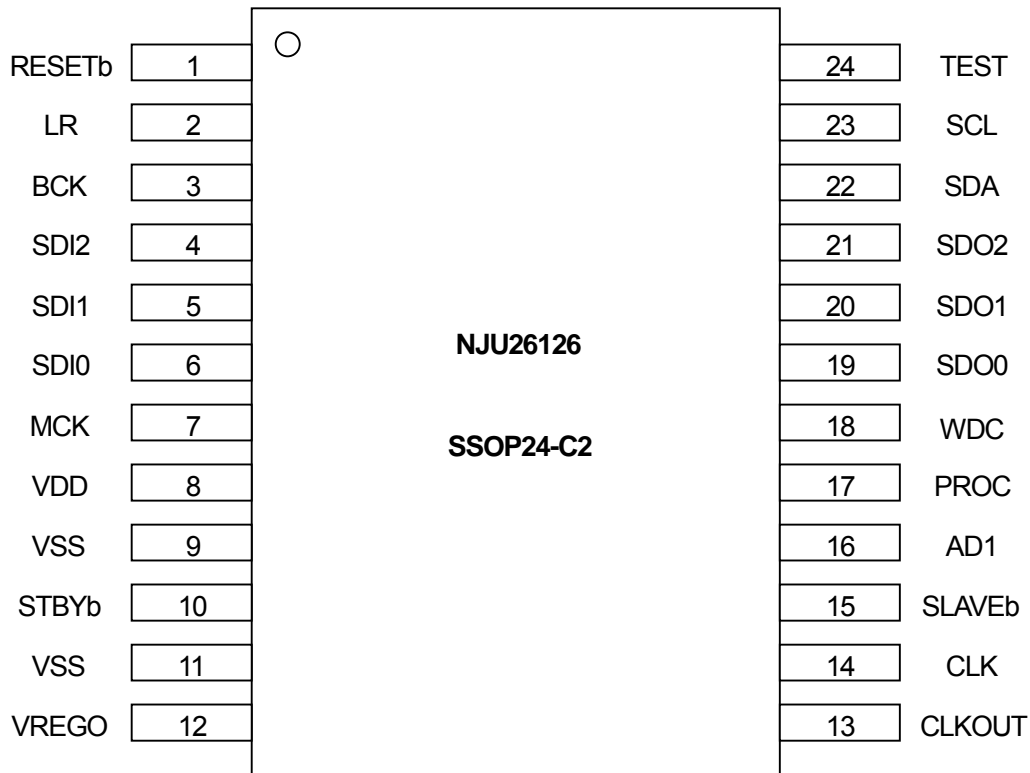 RESETb 1 24 TEST
LR 2 23 SCL
BCK 3 22 SDA
SDI2 4 21 SDO2
SDI1 5 20 SDO1
NJU26126
SDI0 6 19 SDO0
MCK 7 18 WDC
SSOP24-C2
VDD 8 17 PROC
VSS 9 16 AD1
STBYb 10 15 SLAVEb
VSS 11 14 CLK
VREGO 12 13 CLKOUT